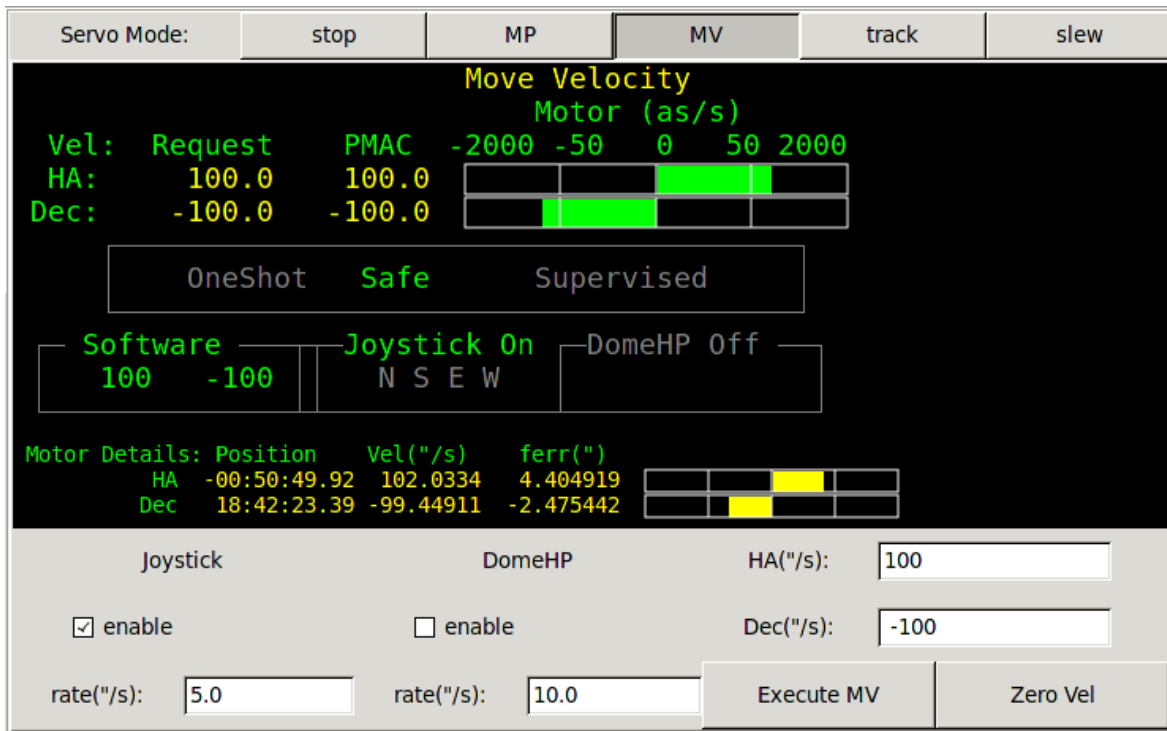 Servo Mode: stop MP MV track slew
Move Velocity
Motor (as/s)
Vel: Request PMAC -2000 -50 0 50 2000
HA: 100.0 100.0
Dec: -100.0 -100.0
OneShot Safe Supervised
Software Joystick On DomeHP Off
100 -100 N S E W
Motor Details: Position Vel("/s) ferr(")
HA -00:50:49.92 102.0334 4.404919
Dec 18:42:23.39 -99.44911 -2.475442
Joystick DomeHP HA("/s): 100
enable enable Dec("/s): -100
rate("/s): 5.0 rate("/s): 10.0 Execute MV Zero Vel